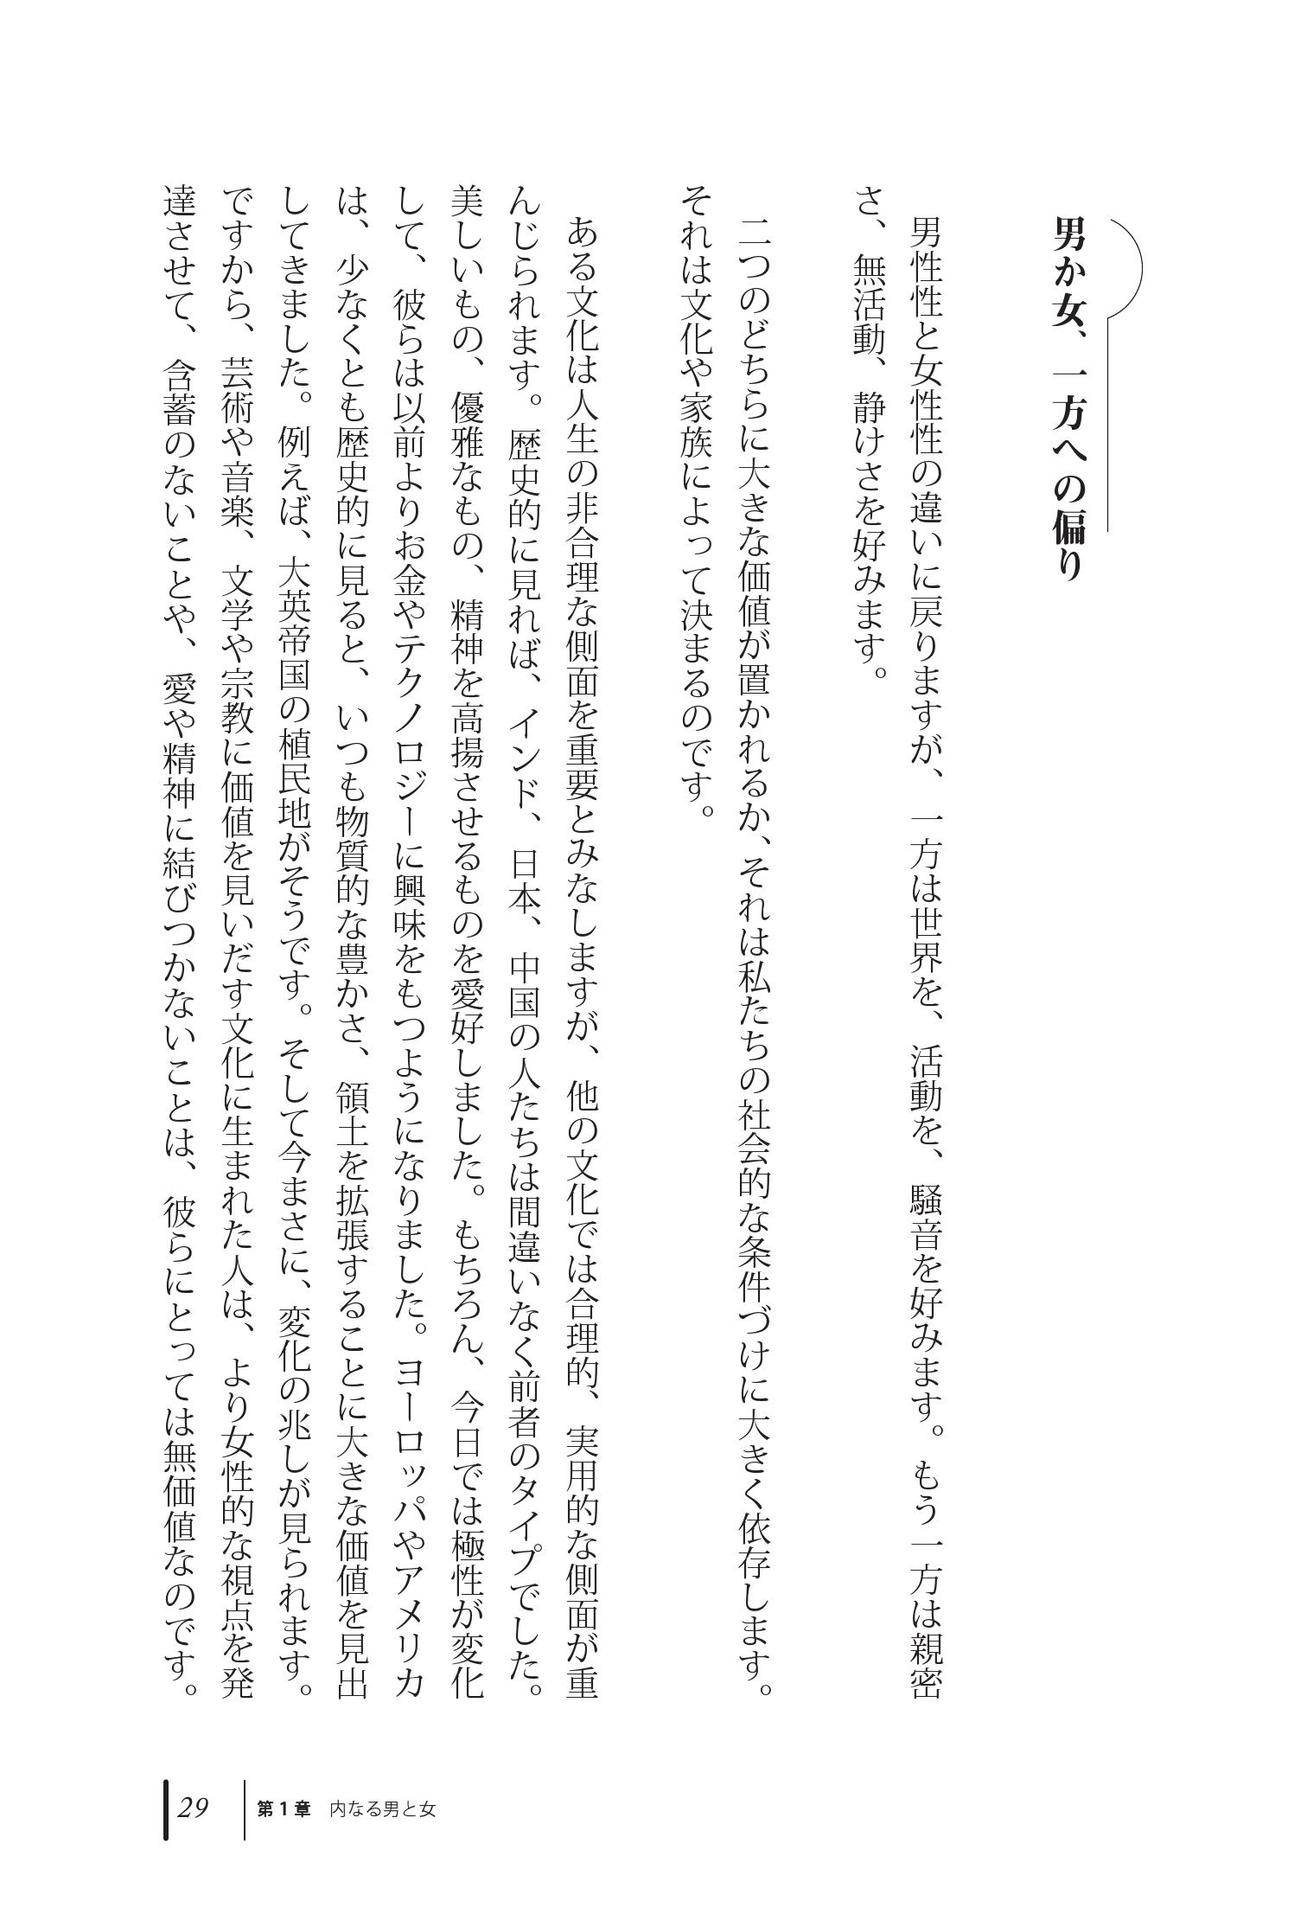 男か女、一方への偏り
男性性と女性性の違いに戻りますが、一方は世界を、活動を、騒音を好みます。もう一方は親密
さ、無活動、静けさを好みます。
二つのどちらに大きな価値が置かれるか、それは私たちの社会的な条件づけに大きく依存します。
それは文化や家族によって決まるのです。
ある文化は人生の非合理な側面を重要とみなしますが、他の文化では合理的、実用的な側面が重
んじられます。歴史的に見れば、インド、日本、中国の人たちは間違いなく前者のタイプでした。
美しいもの、優雅なもの、精神を高揚させるものを愛好しました。もちろん、今日では極性が変化
して、彼らは以前よりお金やテクノロジーに興味をもつようになりました。ヨーロッパやアメリカ
は、少なくとも歴史的に見ると、いつも物質的な豊かさ、領土を拡張することに大きな価値を見出
してきました。例えば、大英帝国の植民地がそうです。そして今まさに、変化の兆しが見られます。
ですから、芸術や音楽、文学や宗教に価値を見いだす文化に生まれた人は、より女性的な視点を発
達させて、含蓄のないことや、愛や精神に結びつかないことは、彼らにとっては無価値なのです。
29 第1章 内なる男と女